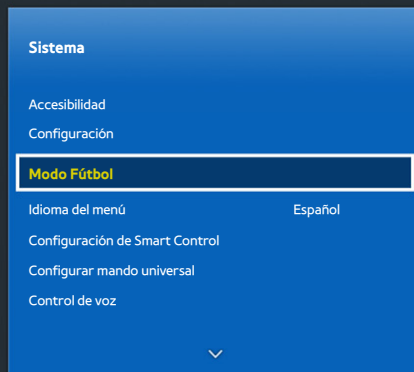 Sistema
Accesibilidad
Configuración
Modo Fútbol
Idioma del menú Español
Configuración de Smart Control
Configurar mando universal
Control de voz